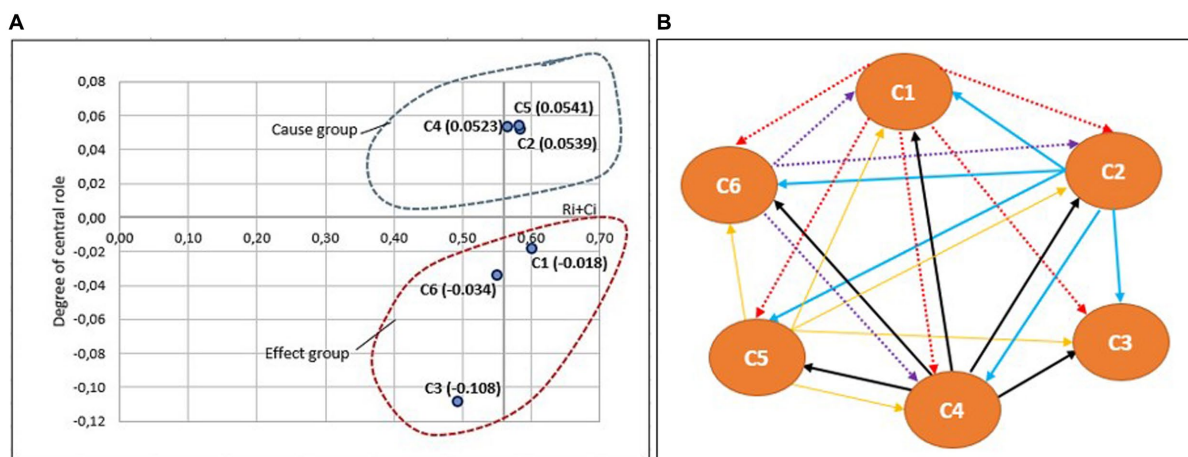 A
B
0,08
0,06
0,04
0,02
0,00
-0,02
-0,04
-0,06
-0,08
-0,10
-0,12
Degree of central role
0,00
0,10
0,20
0,30
0,40
0,50
0,60
0,70
Ri+Ci
Cause group
C5 (0.0541)
C4 (0.0523)
C2 (0.0539)
C1 (-0.018)
C6 (-0.034)
Effect group
C3 (-0.108)
C1
C6
C2
C5
C3
C4